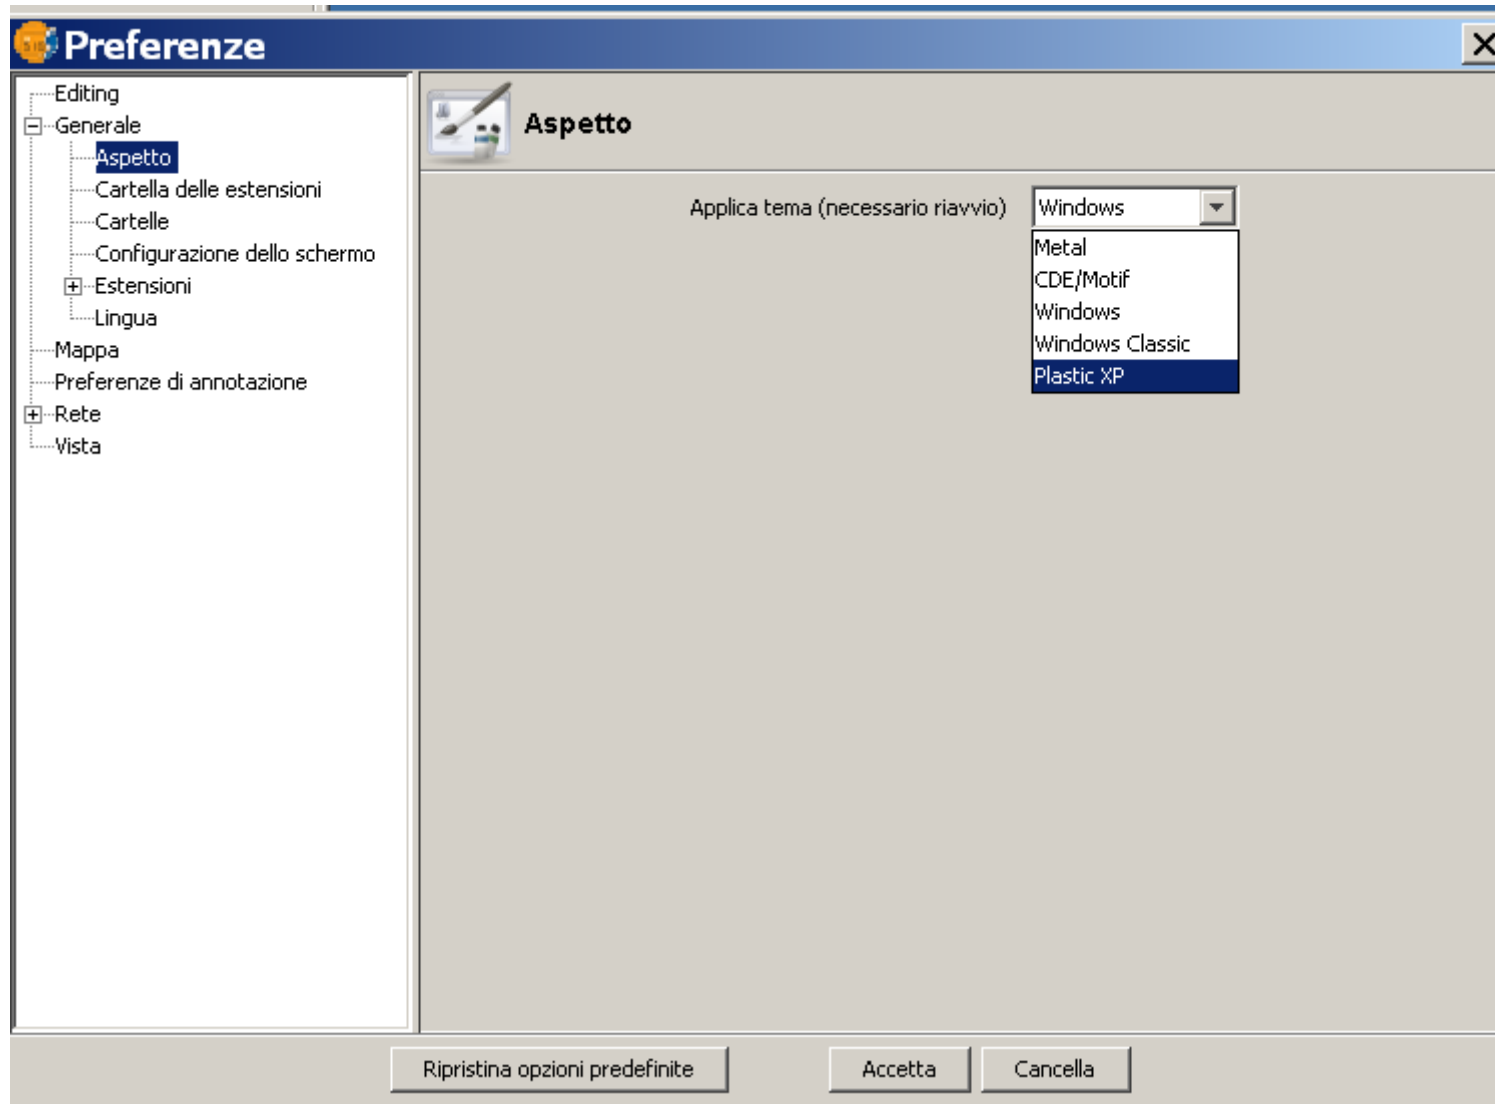 Preferenze
Editing
Generale
Aspetto
Cartella delle estensioni
Cartelle
Configurazione dello schermo
Estensioni
Lingua
Mappa
Preferenze di annotazione
Rete
Vista
Aspetto
Applica tema (necessario riavvio) Windows
Metal
CDE/Motif
Windows
Windows Classic
Plastic XP
Ripristina opzioni predefinite Accetta Cancella